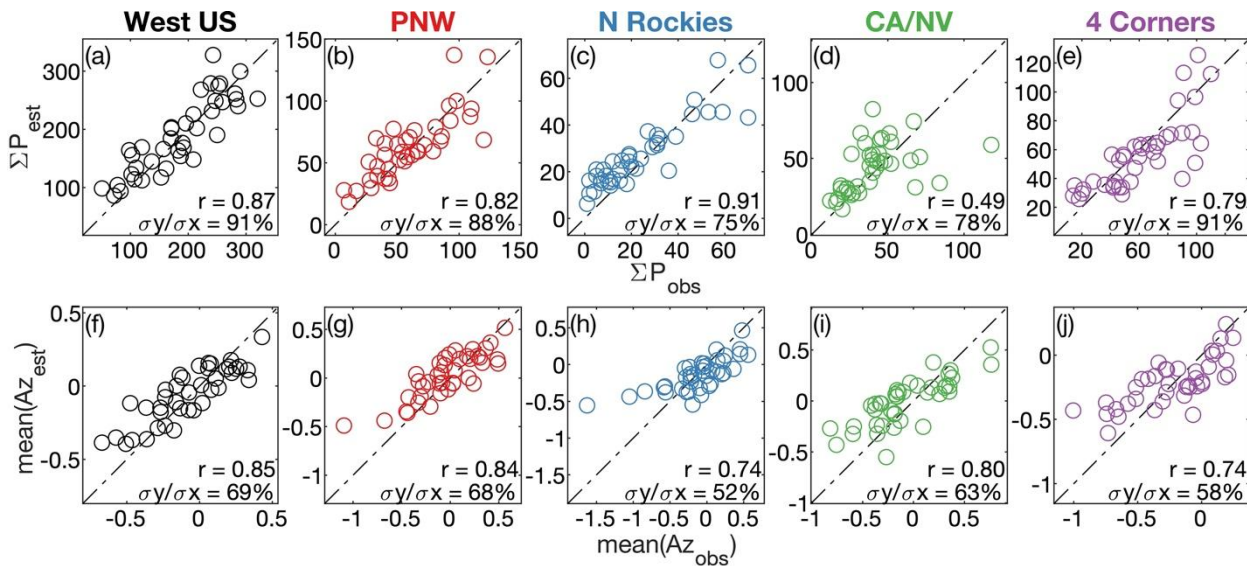 West US PNW N Rockies CA/NV 4 Corners
(a) (b) (c) (d) (e)
ΣP_est
300
200
100
100 200 300
r = 0.87
σy/σx = 91%
150
100
50
0
0 50 100 150
r = 0.82
σy/σx = 88%
60
40
20
0
0 20 40 60
r = 0.91
σy/σx = 75%
100
50
0
0 50 100
r = 0.49
σy/σx = 78%
120
100
80
60
40
20
20 60 100
r = 0.79
σy/σx = 91%
ΣP_obs
(f) (g) (h) (i) (j)
mean(Az_est)
0.5
0
-0.5
-0.5 0 0.5
r = 0.85
σy/σx = 69%
0.5
0
-0.5
-1
-1 -0.5 0 0.5
r = 0.84
σy/σx = 68%
0.5
0
-0.5
-1
-1.5
-1.5 -1 -0.5 0 0.5
r = 0.74
σy/σx = 52%
0.5
0
-0.5
-1
-1 -0.5 0 0.5
r = 0.80
σy/σx = 63%
0
-0.5
-1
-1 -0.5 0
r = 0.74
σy/σx = 58%
mean(Az_obs)